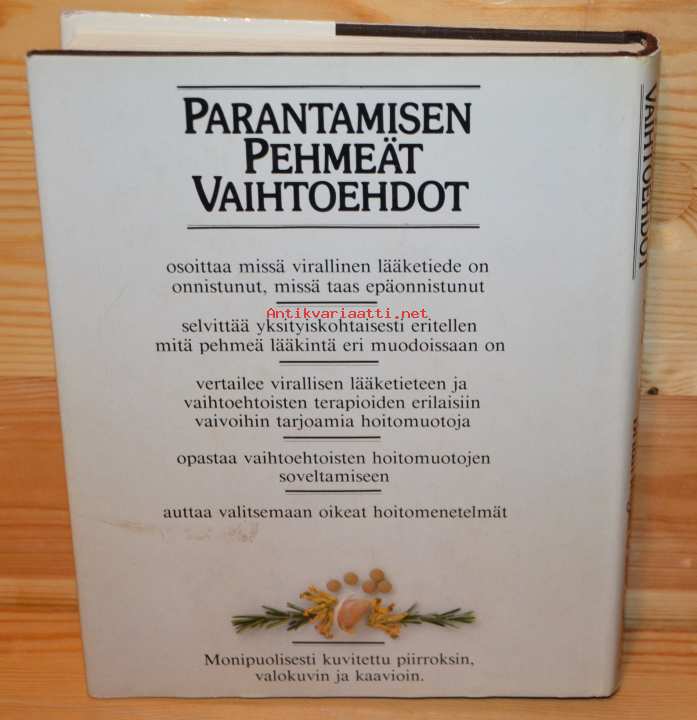 PARANTAMISEN
PEHMEÄT
VAIHTOEHDOT
osoittaa missä virallinen lääketiede on
onnistunut, missä taas epäonnistunut
Antikvariaatti.net
selvittää yksityiskohtaisesti eritellen
mitä pehmeä lääkintä eri muodoissaan on
vertailee virallisen lääketieteen ja
vaihtoehtoisten terapioiden erilaisiin
vaivoihin tarjoamia hoitomuotoja
opastaa vaihtoehtoisten hoitomuotojen
soveltamiseen
auttaa valitsemaan oikeat hoitomenetelmät
Monipuolisesti kuvitettu piirroksin,
valokuvin ja kaavioin.
VAIHTOEHDOT